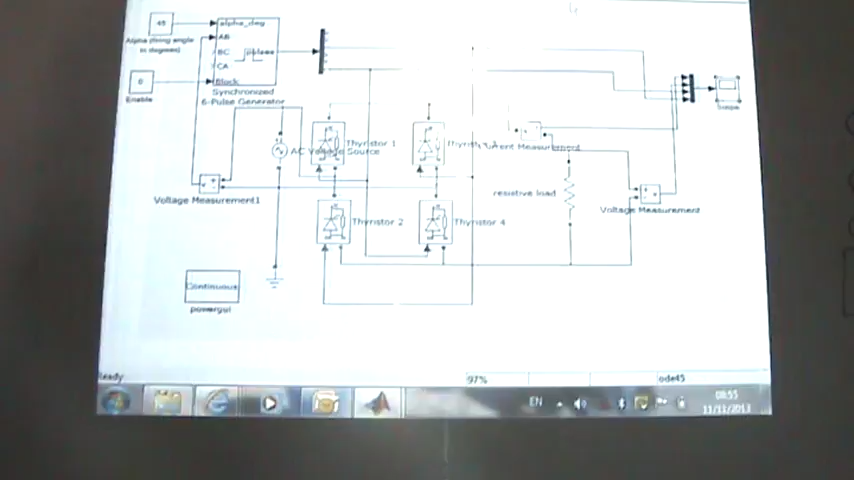 45
alpha_deg
AB
BC
CA
Block
pulses
Alpha (firing angle
in degrees)
0
Enable
Synchronized
6-Pulse Generator
Scope
Thyristor 1
AC Voltage Source
Current Measurement
Voltage Measurement1
resistive load
Voltage Measurement
Thyristor 2
Thyristor 4
Continuous
powergui
Ready
97%
ode45
EN
08:55
11/11/2013